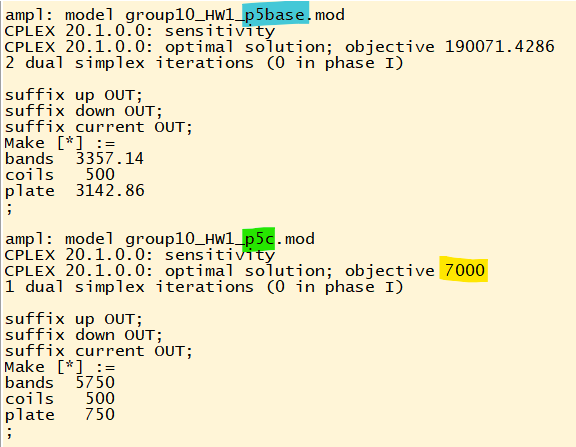 ampl: model group10_HW1_p5base.mod
CPLEX 20.1.0.0: sensitivity
CPLEX 20.1.0.0: optimal solution; objective 190071.4286
2 dual simplex iterations (0 in phase I)
suffix up OUT;
suffix down OUT;
suffix current OUT;
Make [*] :=
bands  3357.14
coils   500
plate  3142.86
;
ampl: model group10_HW1_p5c.mod
CPLEX 20.1.0.0: sensitivity
CPLEX 20.1.0.0: optimal solution; objective 7000
1 dual simplex iterations (0 in phase I)
suffix up OUT;
suffix down OUT;
suffix current OUT;
Make [*] :=
bands  5750
coils   500
plate   750
;